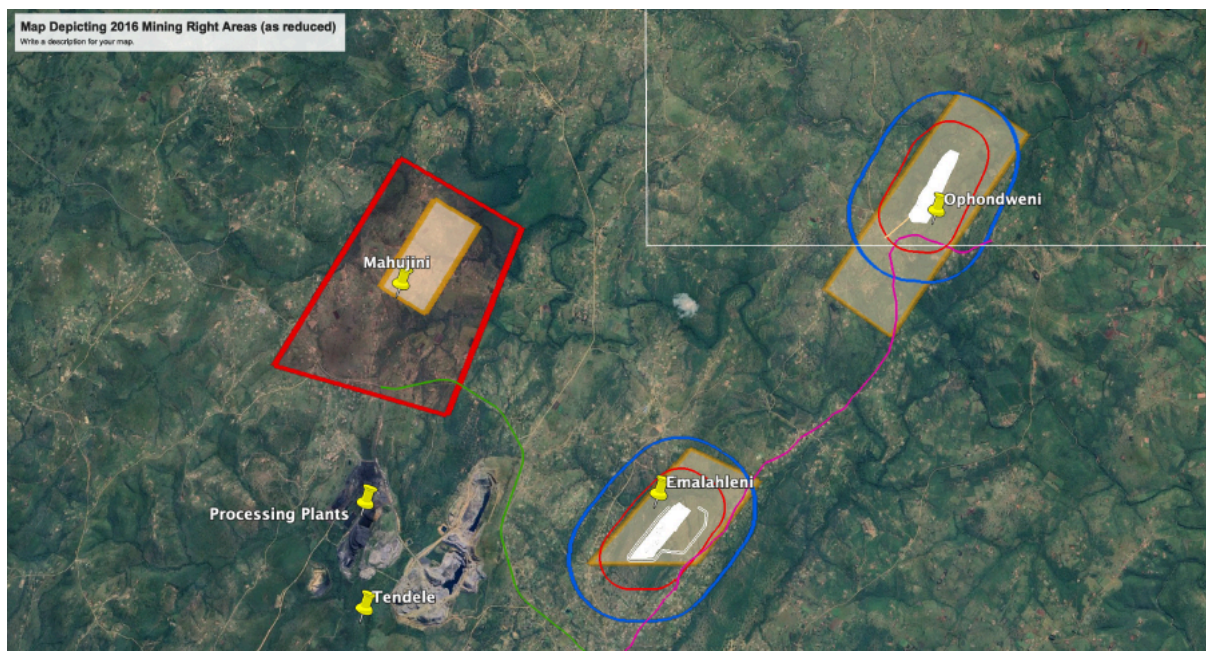 Map Depicting 2016 Mining Right Areas (as reduced)
Write a description for your map.
Ophondweni
Mahujini
Emalahleni
Processing Plants
Tendele